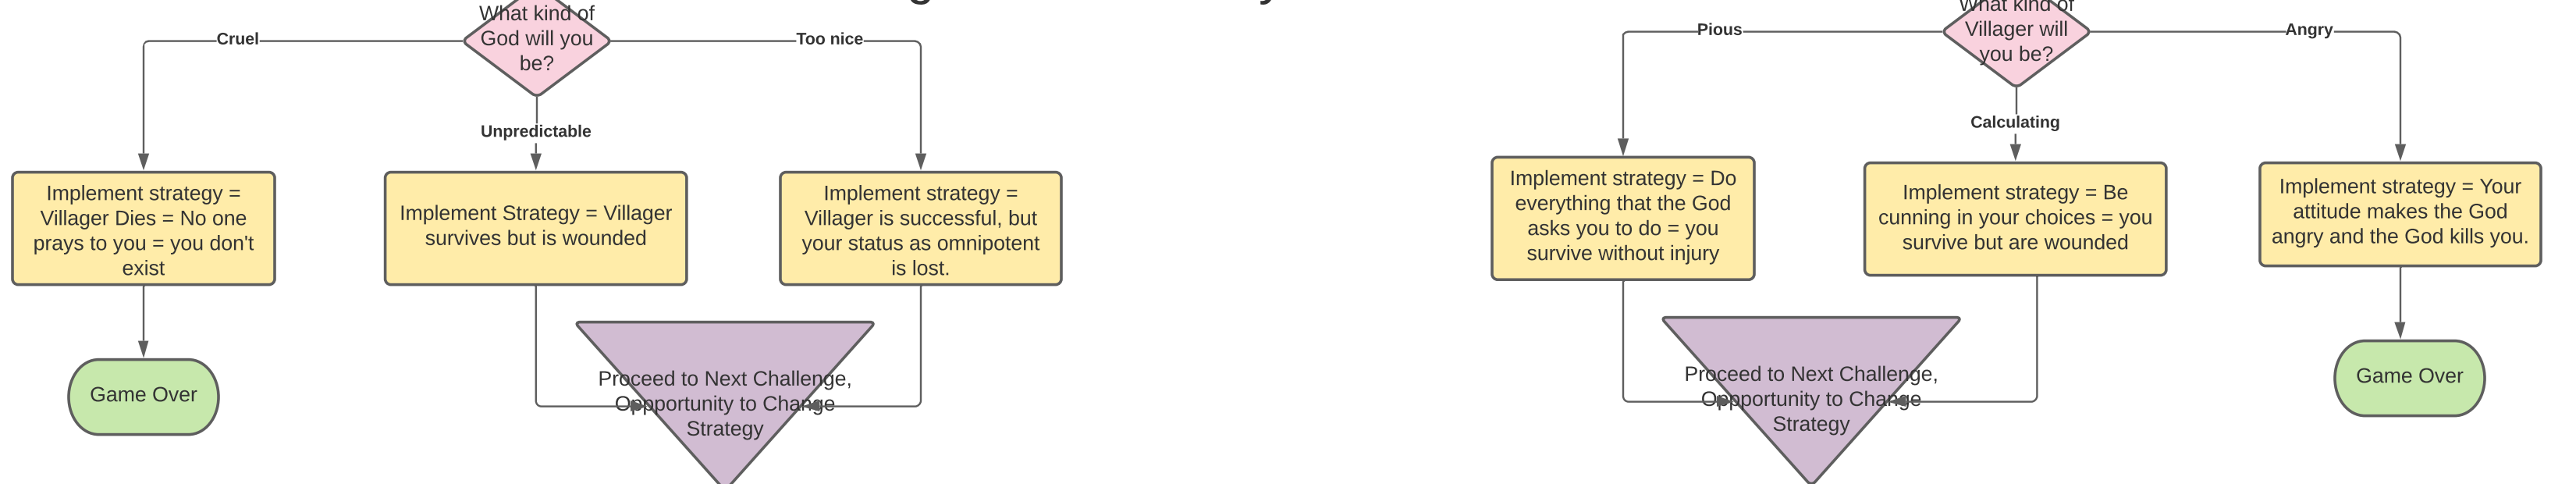 What kind of
God will you
be?
Cruel
Too nice
Unpredictable
Implement strategy =
Villager Dies = No one
prays to you = you don't
exist
Implement Strategy = Villager
survives but is wounded
Implement strategy =
Villager is successful, but
your status as omnipotent
is lost.
Game Over
Proceed to Next Challenge,
Oppportunity to Change
Strategy
What kind of
Villager will
you be?
Pious
Angry
Calculating
Implement strategy = Do
everything that the God
asks you to do = you
survive without injury
Implement strategy = Be
cunning in your choices = you
survive but are wounded
Implement strategy = Your
attitude makes the God
angry and the God kills you.
Proceed to Next Challenge,
Oppportunity to Change
Strategy
Game Over